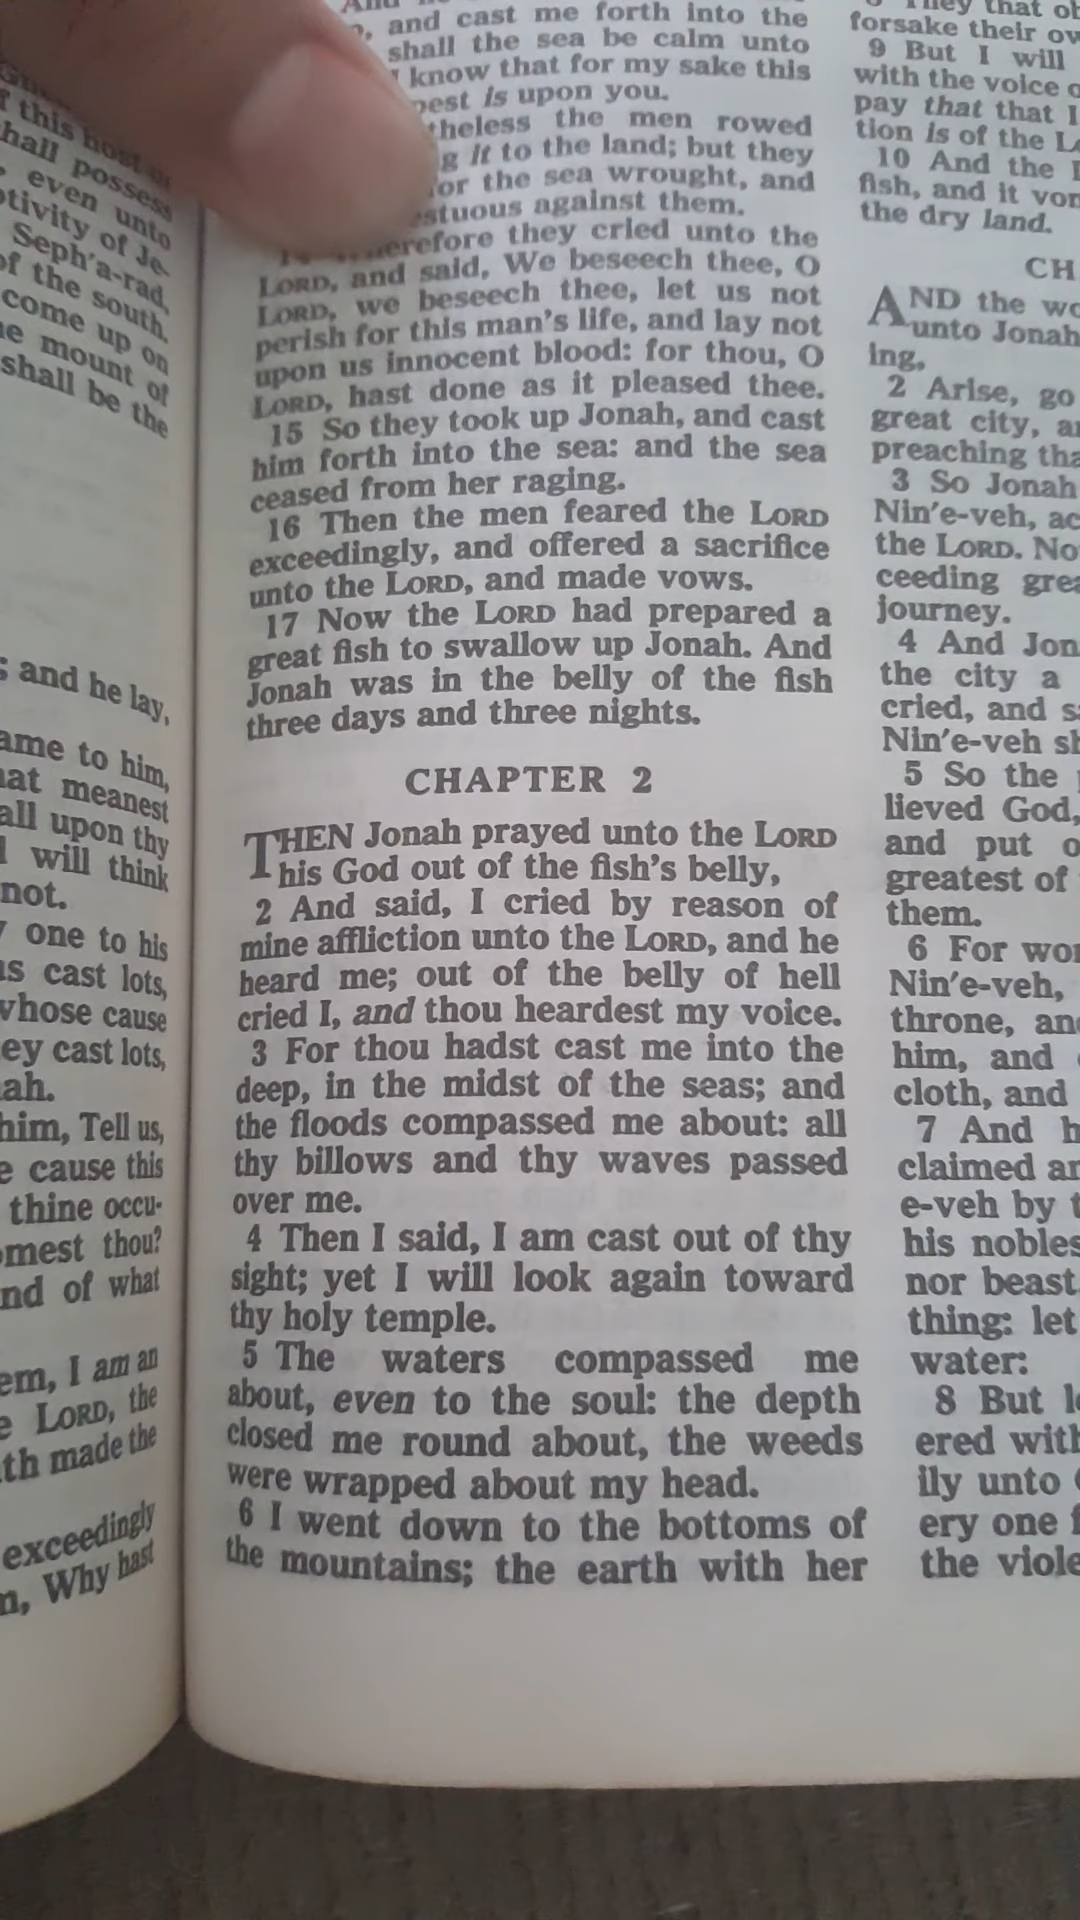 this host
shall possess
even unto
of Je-
Seph'a-rad,
of the south.
come up on
mount of
shall be the
; and he lay,
to him,
meanest
upon thy
will think
not.
one to his
cast lots,
cause
cast lots,
him, Tell us,
cause this
thine occu-
thou?
of what
I am an
LORD, the
made the
exceedingly
Why hast
and cast me forth into the
shall the sea be calm unto
know that for my sake this
is upon you.
the men rowed
it to the land; but they
the sea wrought, and
against them.
they cried unto the
LORD, and said, We beseech thee, O
LORD, we beseech thee, let us not
perish for this man's life, and lay not
upon us innocent blood: for thou, O
LORD, hast done as it pleased thee.
15 So they took up Jonah, and cast
him forth into the sea: and the sea
ceased from her raging.
16 Then the men feared the LORD
exceedingly, and offered a sacrifice
unto the LORD, and made vows.
17 Now the LORD had prepared a
great fish to swallow up Jonah. And
Jonah was in the belly of the fish
three days and three nights.
CHAPTER 2
THEN Jonah prayed unto the LORD
his God out of the fish's belly,
2 And said, I cried by reason of
mine affliction unto the LORD, and he
heard me; out of the belly of hell
cried I, and thou heardest my voice.
3 For thou hadst cast me into the
deep, in the midst of the seas; and
the floods compassed me about: all
thy billows and thy waves passed
over me.
4 Then I said, I am cast out of thy
sight; yet I will look again toward
thy holy temple.
5 The waters compassed me
about, even to the soul: the depth
closed me round about, the weeds
were wrapped about my head.
6 I went down to the bottoms of
the mountains; the earth with her
They that
forsake their
9 But I will
with the voice
pay that that I
tion is of the
10 And the
fish, and it
the dry land.
CH
AND the
unto Jonah
ing,
2 Arise, go
great city,
preaching
3 So Jonah
Nin'e-veh,
the LORD.
ceeding
journey.
4 And
the city a
cried, and
Nin'e-veh
5 So the
lieved God,
and put
greatest of
them.
6 For
Nin'e-veh,
throne,
him, and
cloth, and
7 And
claimed
e-veh by
his nobles
nor beast
thing: let
water:
8 But
ered
ily unto
ery one
the